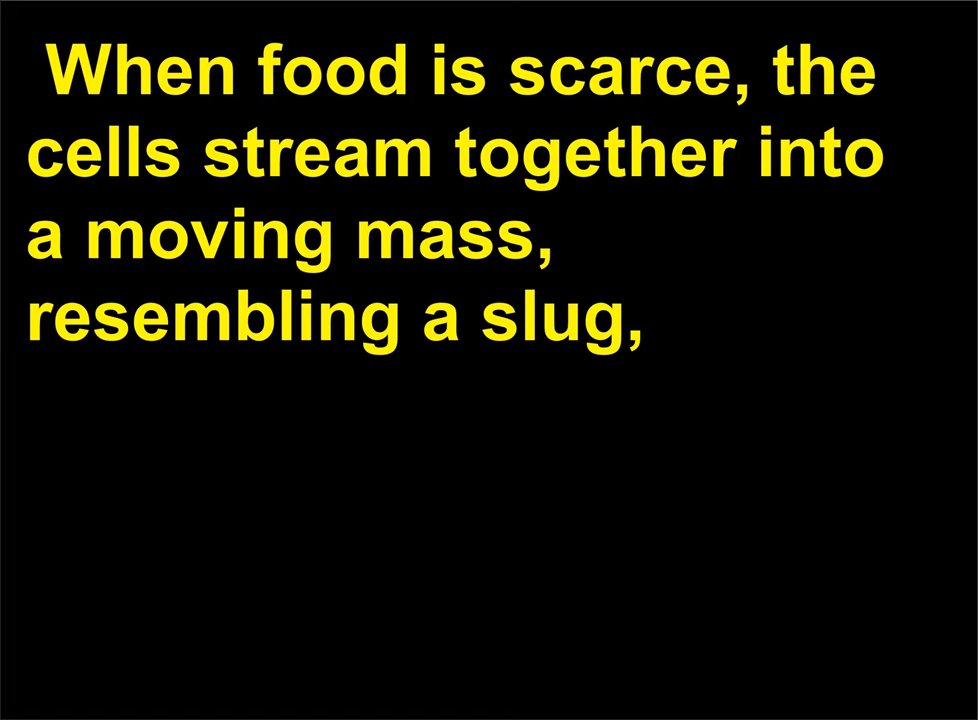 When food is scarce, the
cells stream together into
a moving mass,
resembling a slug,